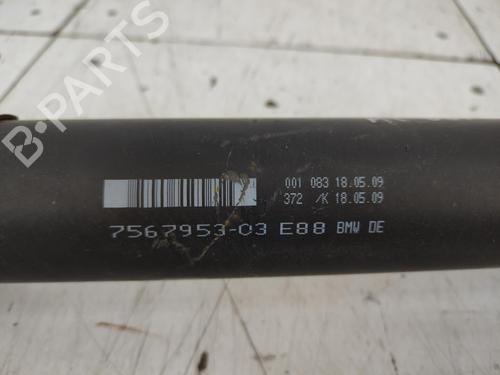 B-PARTS
001 083 18.05.09
372 /K 18.05.09
7567953-03 E88 BMW DE